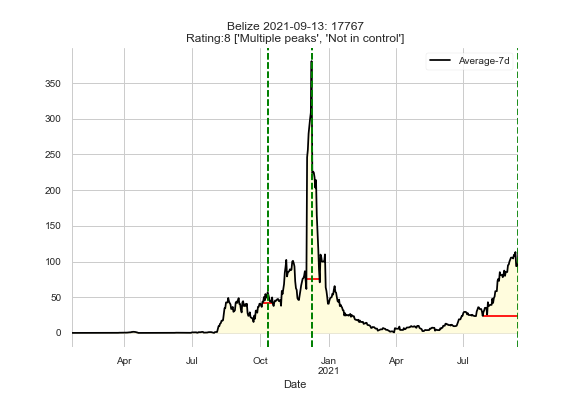 Belize 2021-09-13: 17767
Rating:8 ['Multiple peaks', 'Not in control']
Average-7d
350
300
250
200
150
100
50
0
Apr
Jul
Oct
Jan
2021
Apr
Jul
Date